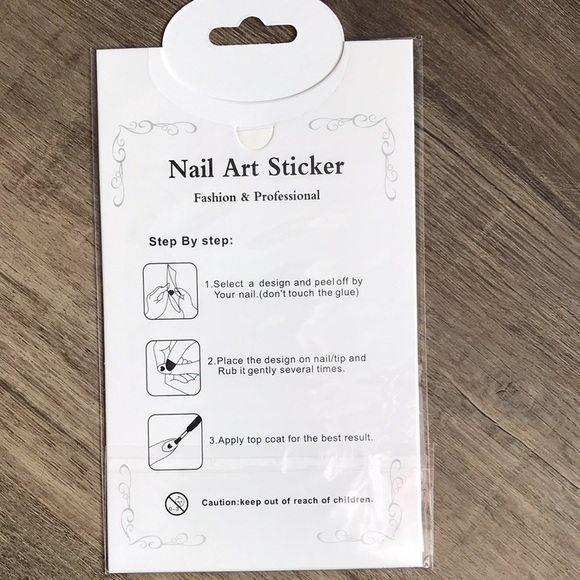 Nail Art Sticker
Fashion & Professional
Step By step:
1.Select a design and peel off by
Your nail.(don't touch the glue)
2.Place the design on nail/tip and
Rub it gently several times.
3.Apply top coat for the best result.
Caution:keep out of reach of children.